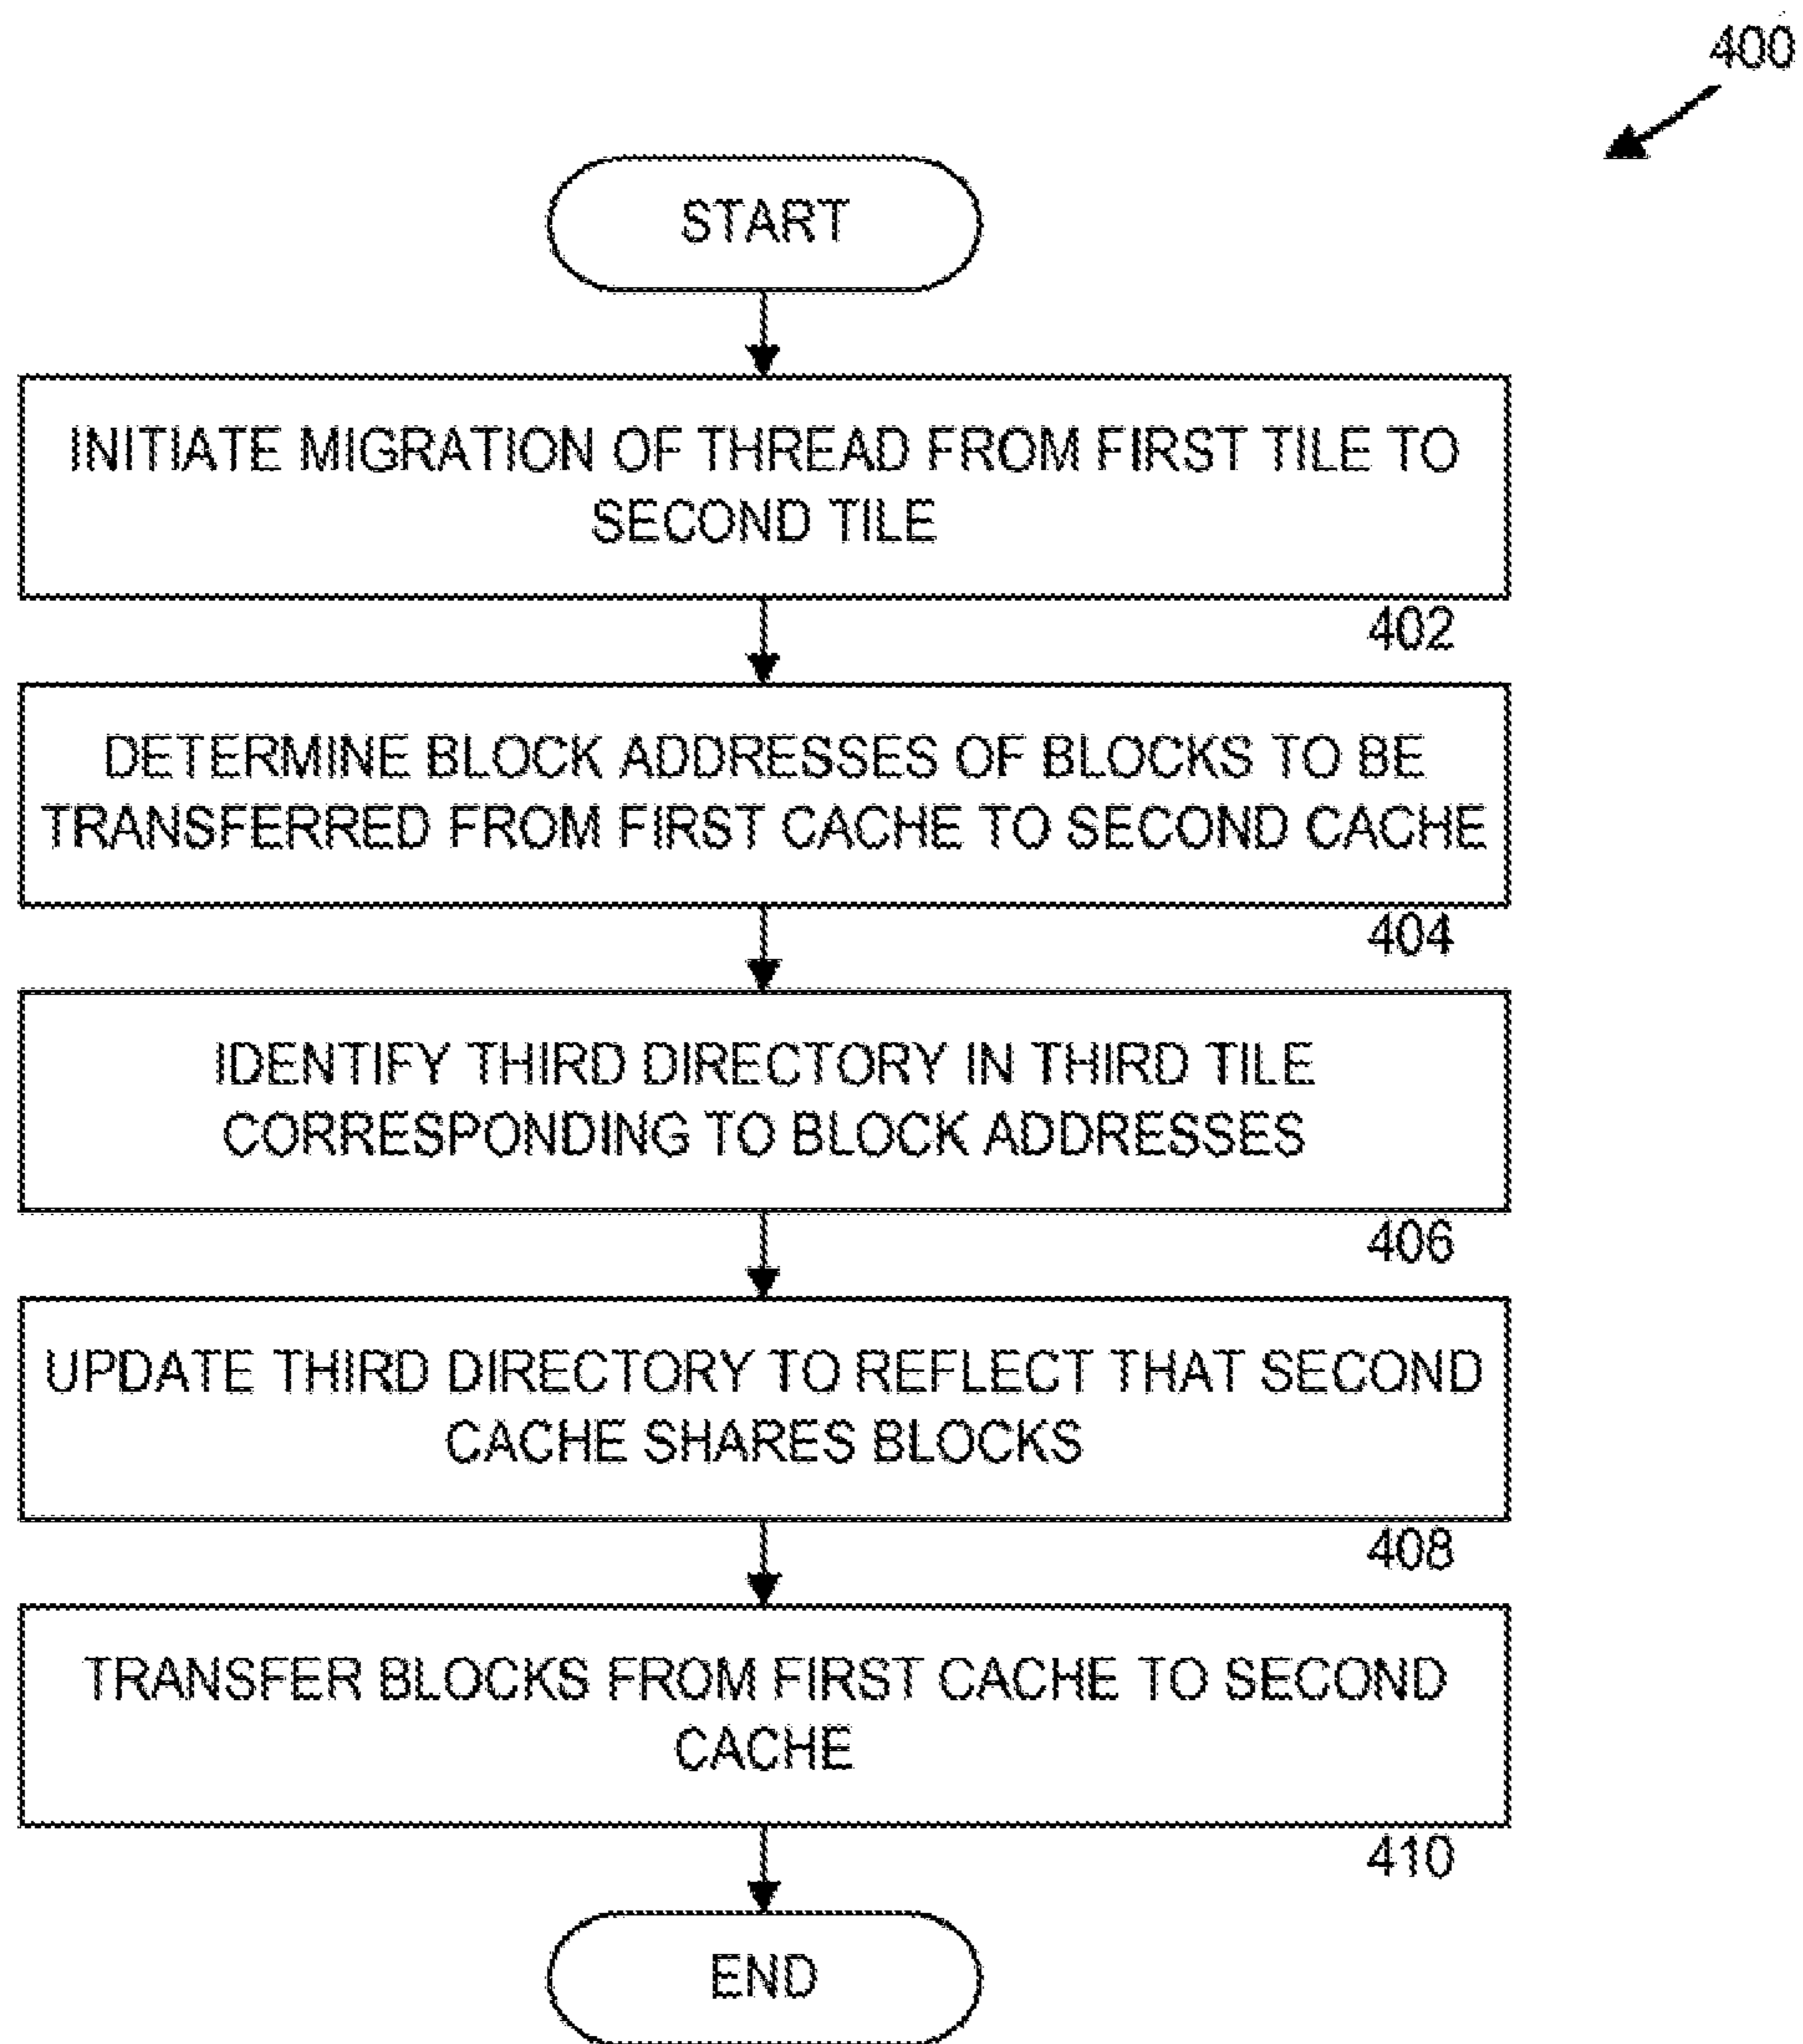 400
START
INITIATE MIGRATION OF THREAD FROM FIRST TILE TO
SECOND TILE
402
DETERMINE BLOCK ADDRESSES OF BLOCKS TO BE
TRANSFERRED FROM FIRST CACHE TO SECOND CACHE
404
IDENTIFY THIRD DIRECTORY IN THIRD TILE
CORRESPONDING TO BLOCK ADDRESSES
406
UPDATE THIRD DIRECTORY TO REFLECT THAT SECOND
CACHE SHARES BLOCKS
408
TRANSFER BLOCKS FROM FIRST CACHE TO SECOND
CACHE
410
END